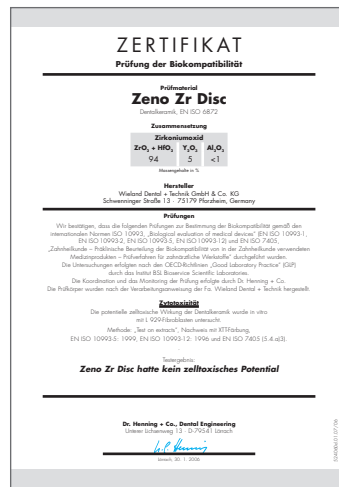 ZERTIFIKAT
Prüfung der Biokompatibilität
Prüfmaterial
Zeno Zr Disc
Dentalkeramik, EN ISO 6872
Zusammensetzung
Zirkoniumoxid
ZrO₂ + HfO₂ Y₂O₃ Al₂O₃
94 5 <1
Massengehalte in %
Hersteller
Wieland Dental + Technik GmbH & Co. KG
Schwenninger Straße 13 · 75179 Pforzheim, Germany
Prüfungen
Wir bestätigen, dass die folgenden Prüfungen zur Bestimmung der Biokompatibilität gemäß den
internationalen Normen ISO 10993, „Biological evaluation of medical devices" (EN ISO 10993-1,
EN ISO 10993-2, EN ISO 10993-5, EN ISO 10993-12) und EN ISO 7405,
„Zahnheilkunde – Präklinische Beurteilung der Biokompatibilität von in der Zahnheilkunde verwendeten
Medizinprodukten – Prüfverfahren für zahnärztliche Werkstoffe" durchgeführt wurden.
Die Untersuchungen erfolgten nach den OECD-Richtlinien „Good Laboratory Practice" (GLP)
durch das Institut BSL Bioservice Scientific Laboratories.
Die Koordination und das Monitoring der Prüfung erfolgte durch Dr. Henning + Co.
Die Prüfkörper wurden nach der Verarbeitungsanweisung der Fa. Wieland Dental + Technik hergestellt.
Zytotoxizität
Die potentielle zelltoxische Wirkung der Dentalkeramik wurde in vitro
mit L 929-Fibroblasten untersucht.
Methode: „Test on extracts", Nachweis mit XTT-Färbung,
EN ISO 10993-5: 1999, EN ISO 10993-12: 1996 und EN ISO 7405 (5.4.a)3).
Testergebnis:
Zeno Zr Disc hatte kein zelltoxisches Potential
Dr. Henning + Co., Dental Engineering
Unterer Lichsenweg 13 · D-79541 Lörrach
Lörrach, 30. 1. 2006